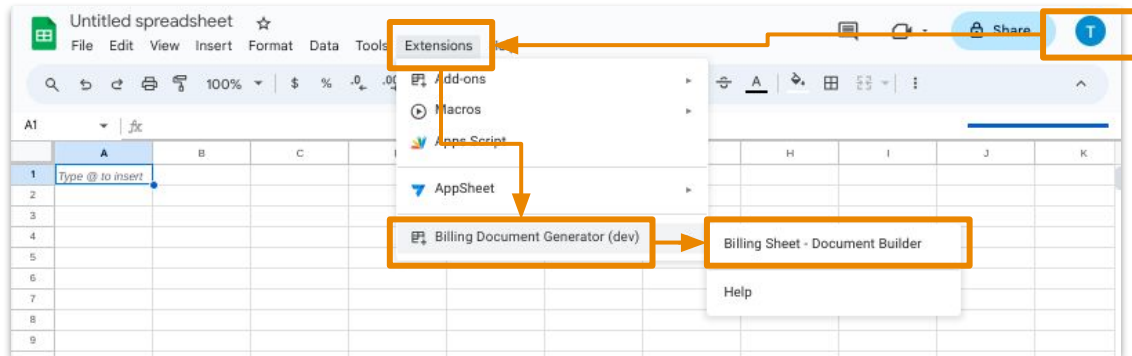 Untitled spreadsheet
File Edit View Insert Format Data Tools Extensions
Share
T
100% $ % .0 .00
A
A1 fx
A B C H I J K
1 Type @ to insert
2
3
4
5
6
7
8
9
Add-ons
Macros
Apps Script
AppSheet
Billing Document Generator (dev)
Billing Sheet - Document Builder
Help